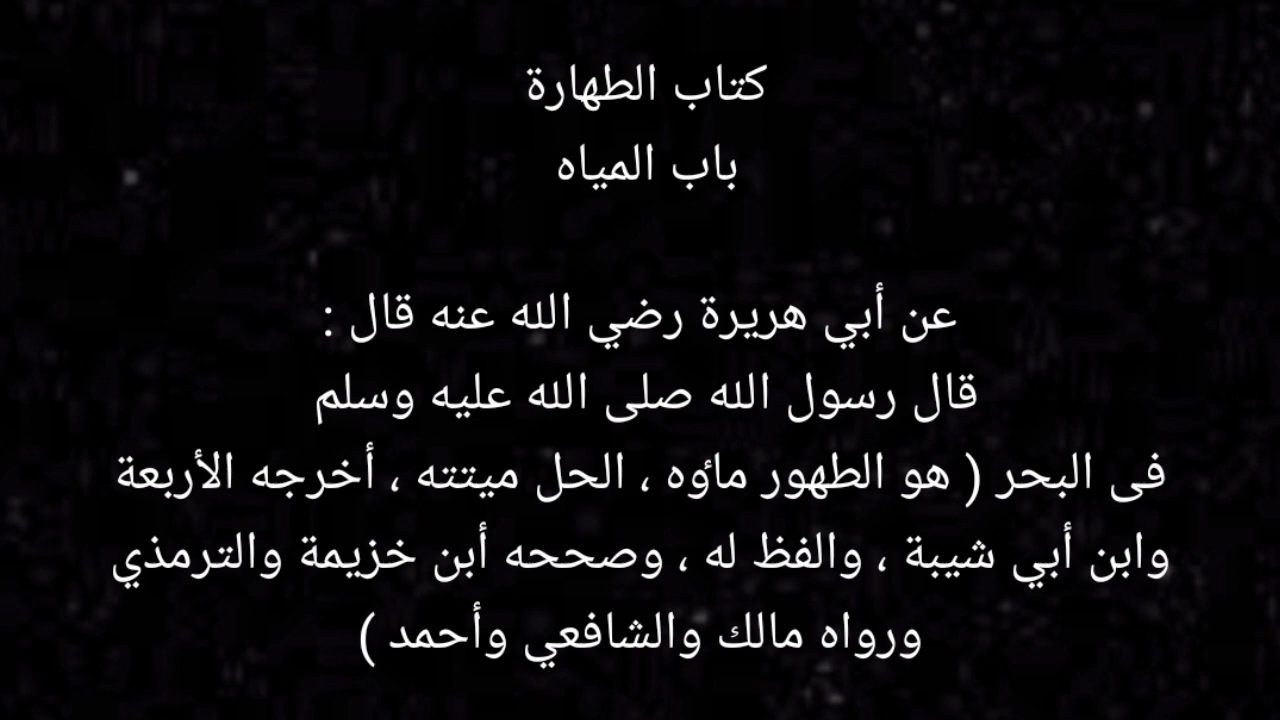 كتاب الطهارة
باب المياه
عن أبي هريرة رضي الله عنه قال :
قال رسول الله صلى الله عليه وسلم
فى البحر ( هو الطهور ماؤه ، الحل ميتته ، أخرجه الأربعة
وابن أبي شيبة ، والفظ له ، وصححه أبن خزيمة والترمذي
ورواه مالك والشافعي وأحمد )